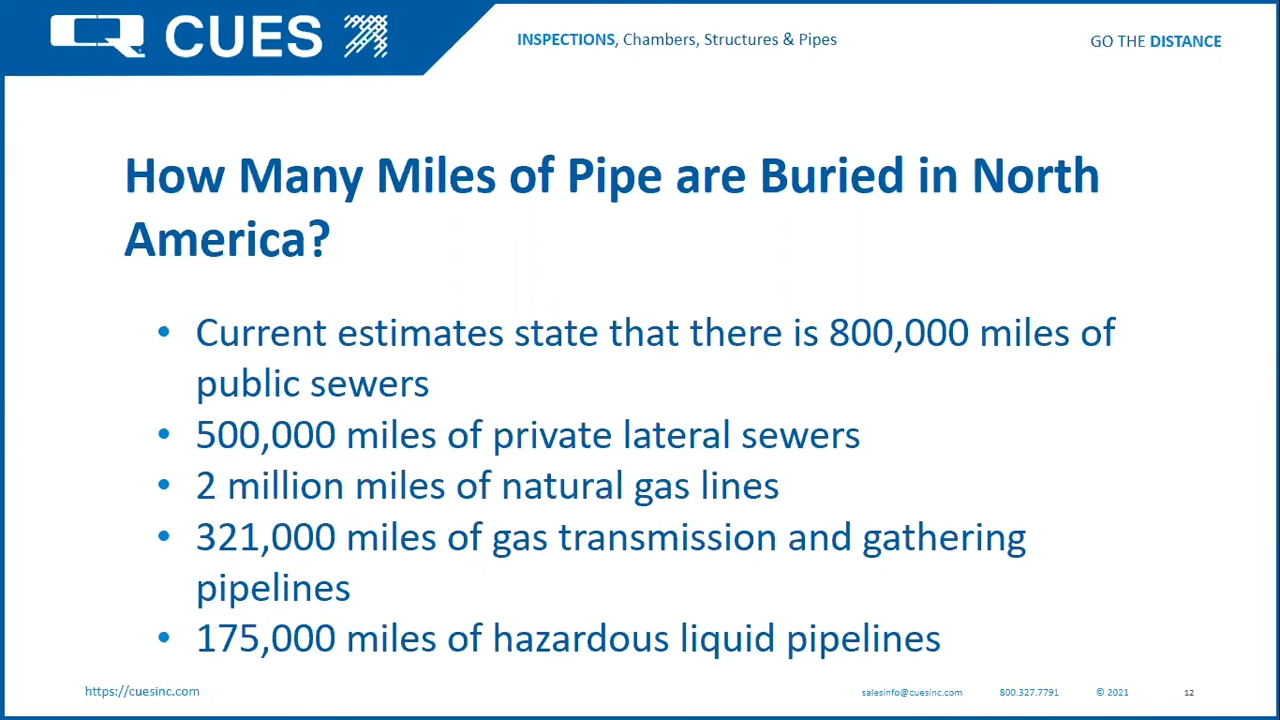 CUES
INSPECTIONS, Chambers, Structures & Pipes
GO THE DISTANCE
How Many Miles of Pipe are Buried in North
America?
• Current estimates state that there is 800,000 miles of
public sewers
• 500,000 miles of private lateral sewers
• 2 million miles of natural gas lines
• 321,000 miles of gas transmission and gathering
pipelines
• 175,000 miles of hazardous liquid pipelines
https://cuesinc.com
salesinfo@cuesinc.com
800.327.7791
© 2021
12